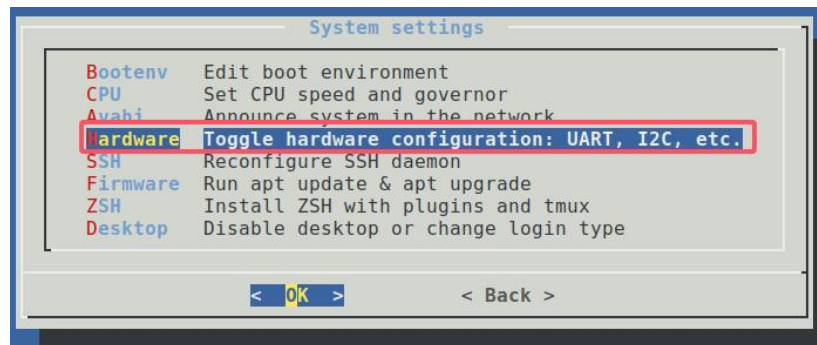 System settings
Bootenv Edit boot environment
CPU Set CPU speed and governor
Avahi Announce system in the network
Hardware Toggle hardware configuration: UART, I2C, etc.
SSH Reconfigure SSH daemon
Firmware Run apt update & apt upgrade
ZSH Install ZSH with plugins and tmux
Desktop Disable desktop or change login type
< OK > < Back >